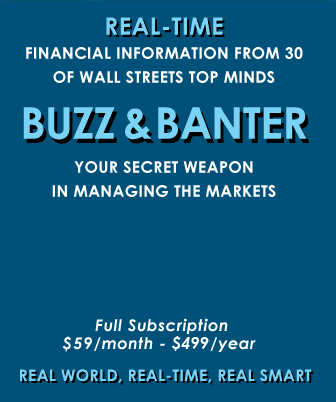 REAL-TIME
FINANCIAL INFORMATION FROM 30
OF WALL STREETS TOP MINDS
BUZZ & BANTER
YOUR SECRET WEAPON
IN MANAGING THE MARKETS
Full Subscription
$59/month - $499/year
REAL WORLD, REAL-TIME, REAL SMART